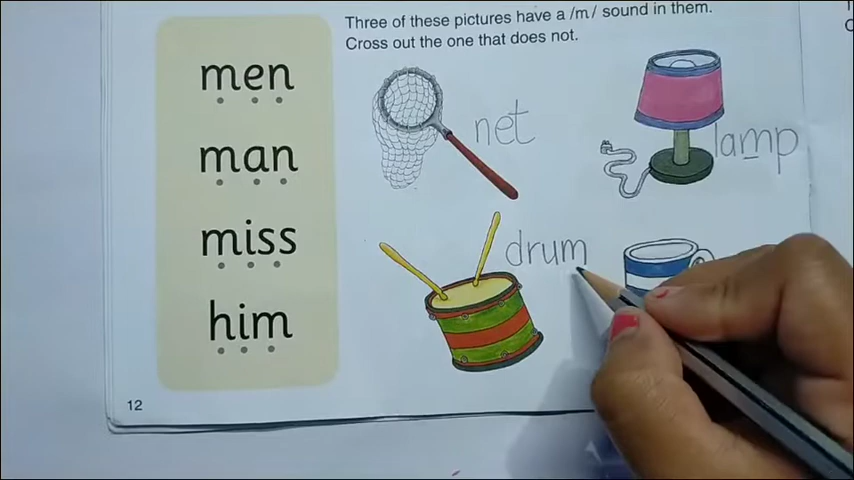 Three of these pictures have a /m/ sound in them.
Cross out the one that does not.
men
man
miss
him
net
lamp
drum
12